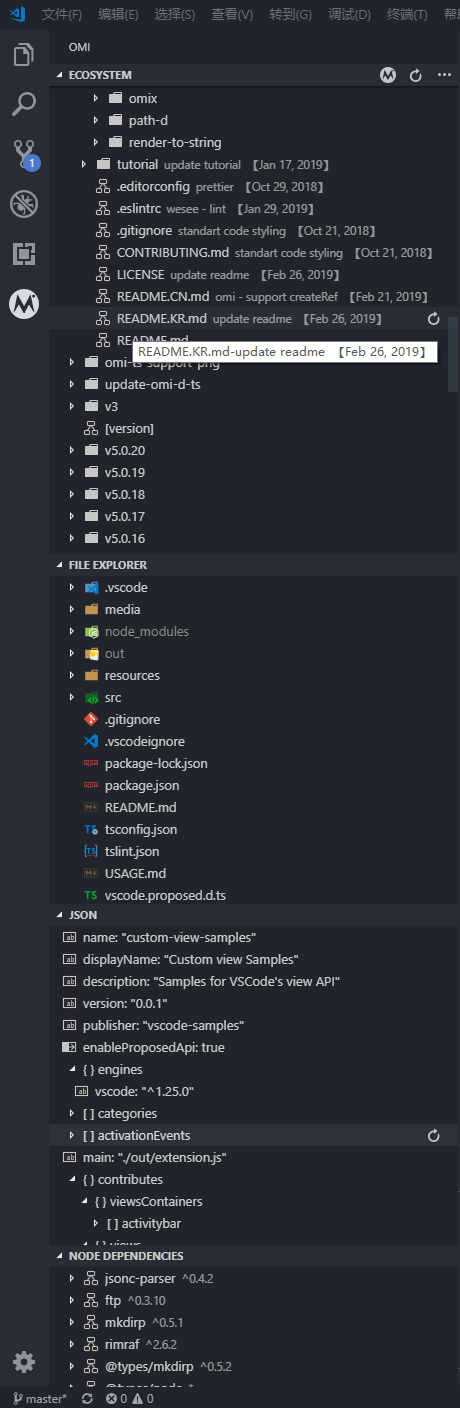 文件(F) 编辑(E) 选择(S) 查看(V) 转到(G) 调试(D) 终端(T) 帮
OMI
ECOSYSTEM
omix
path-d
render-to-string
tutorial update tutorial 【Jan 17, 2019】
.editorconfig prettier 【Oct 29, 2018】
.eslintrc wesee - lint 【Jan 29, 2019】
.gitignore standart code styling 【Oct 21, 2018】
CONTRIBUTING.md standart code styling 【Oct 21, 2018】
LICENSE update readme 【Feb 26, 2019】
README.CN.md omi - support createRef 【Feb 21, 2019】
README.KR.md update readme 【Feb 26, 2019】
README.md
README.KR.md-update readme 【Feb 26, 2019】
omi-ts-support-png
update-omi-d-ts
v3
[version]
v5.0.20
v5.0.19
v5.0.18
v5.0.17
v5.0.16
FILE EXPLORER
.vscode
media
node_modules
out
resources
src
.gitignore
.vscodeignore
package-lock.json
package.json
README.md
tsconfig.json
tslint.json
USAGE.md
vscode.proposed.d.ts
JSON
name: "custom-view-samples"
displayName: "Custom view Samples"
description: "Samples for VSCode's view API"
version: "0.0.1"
publisher: "vscode-samples"
enableProposedApi: true
{ } engines
vscode: "^1.25.0"
[ ] categories
[ ] activationEvents
main: "./out/extension.js"
{ } contributes
{ } viewsContainers
[ ] activitybar
{ } views
NODE DEPENDENCIES
jsonc-parser ^0.4.2
ftp ^0.3.10
mkdirp ^0.5.1
rimraf ^2.6.2
@types/mkdirp ^0.5.2
@types/node *
master* 0 0
1